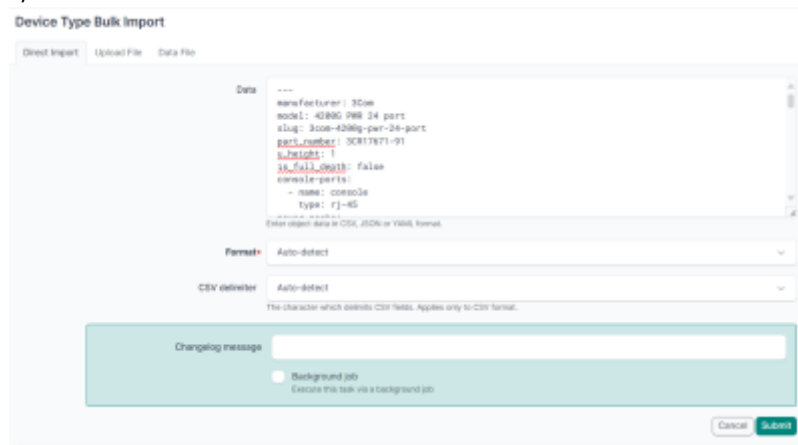 Device Type Bulk Import
Direct Import Upload File Data File
Data
---
manufacturer: 3Com
model: 4200G PWR 24 port
slug: 3com-4200g-pwr-24-port
part_number: 3C017671-91
u_height: 1
is_full_depth: false
console-ports:
- name: console
type: rj-45
Enter object data in CSV, JSON or YAML format.
Format* Auto-detect
CSV delimiter Auto-detect
The character which delimits CSV fields. Applies only to CSV format.
Changelog message
Background job
Execute this task via a background job
Cancel Submit